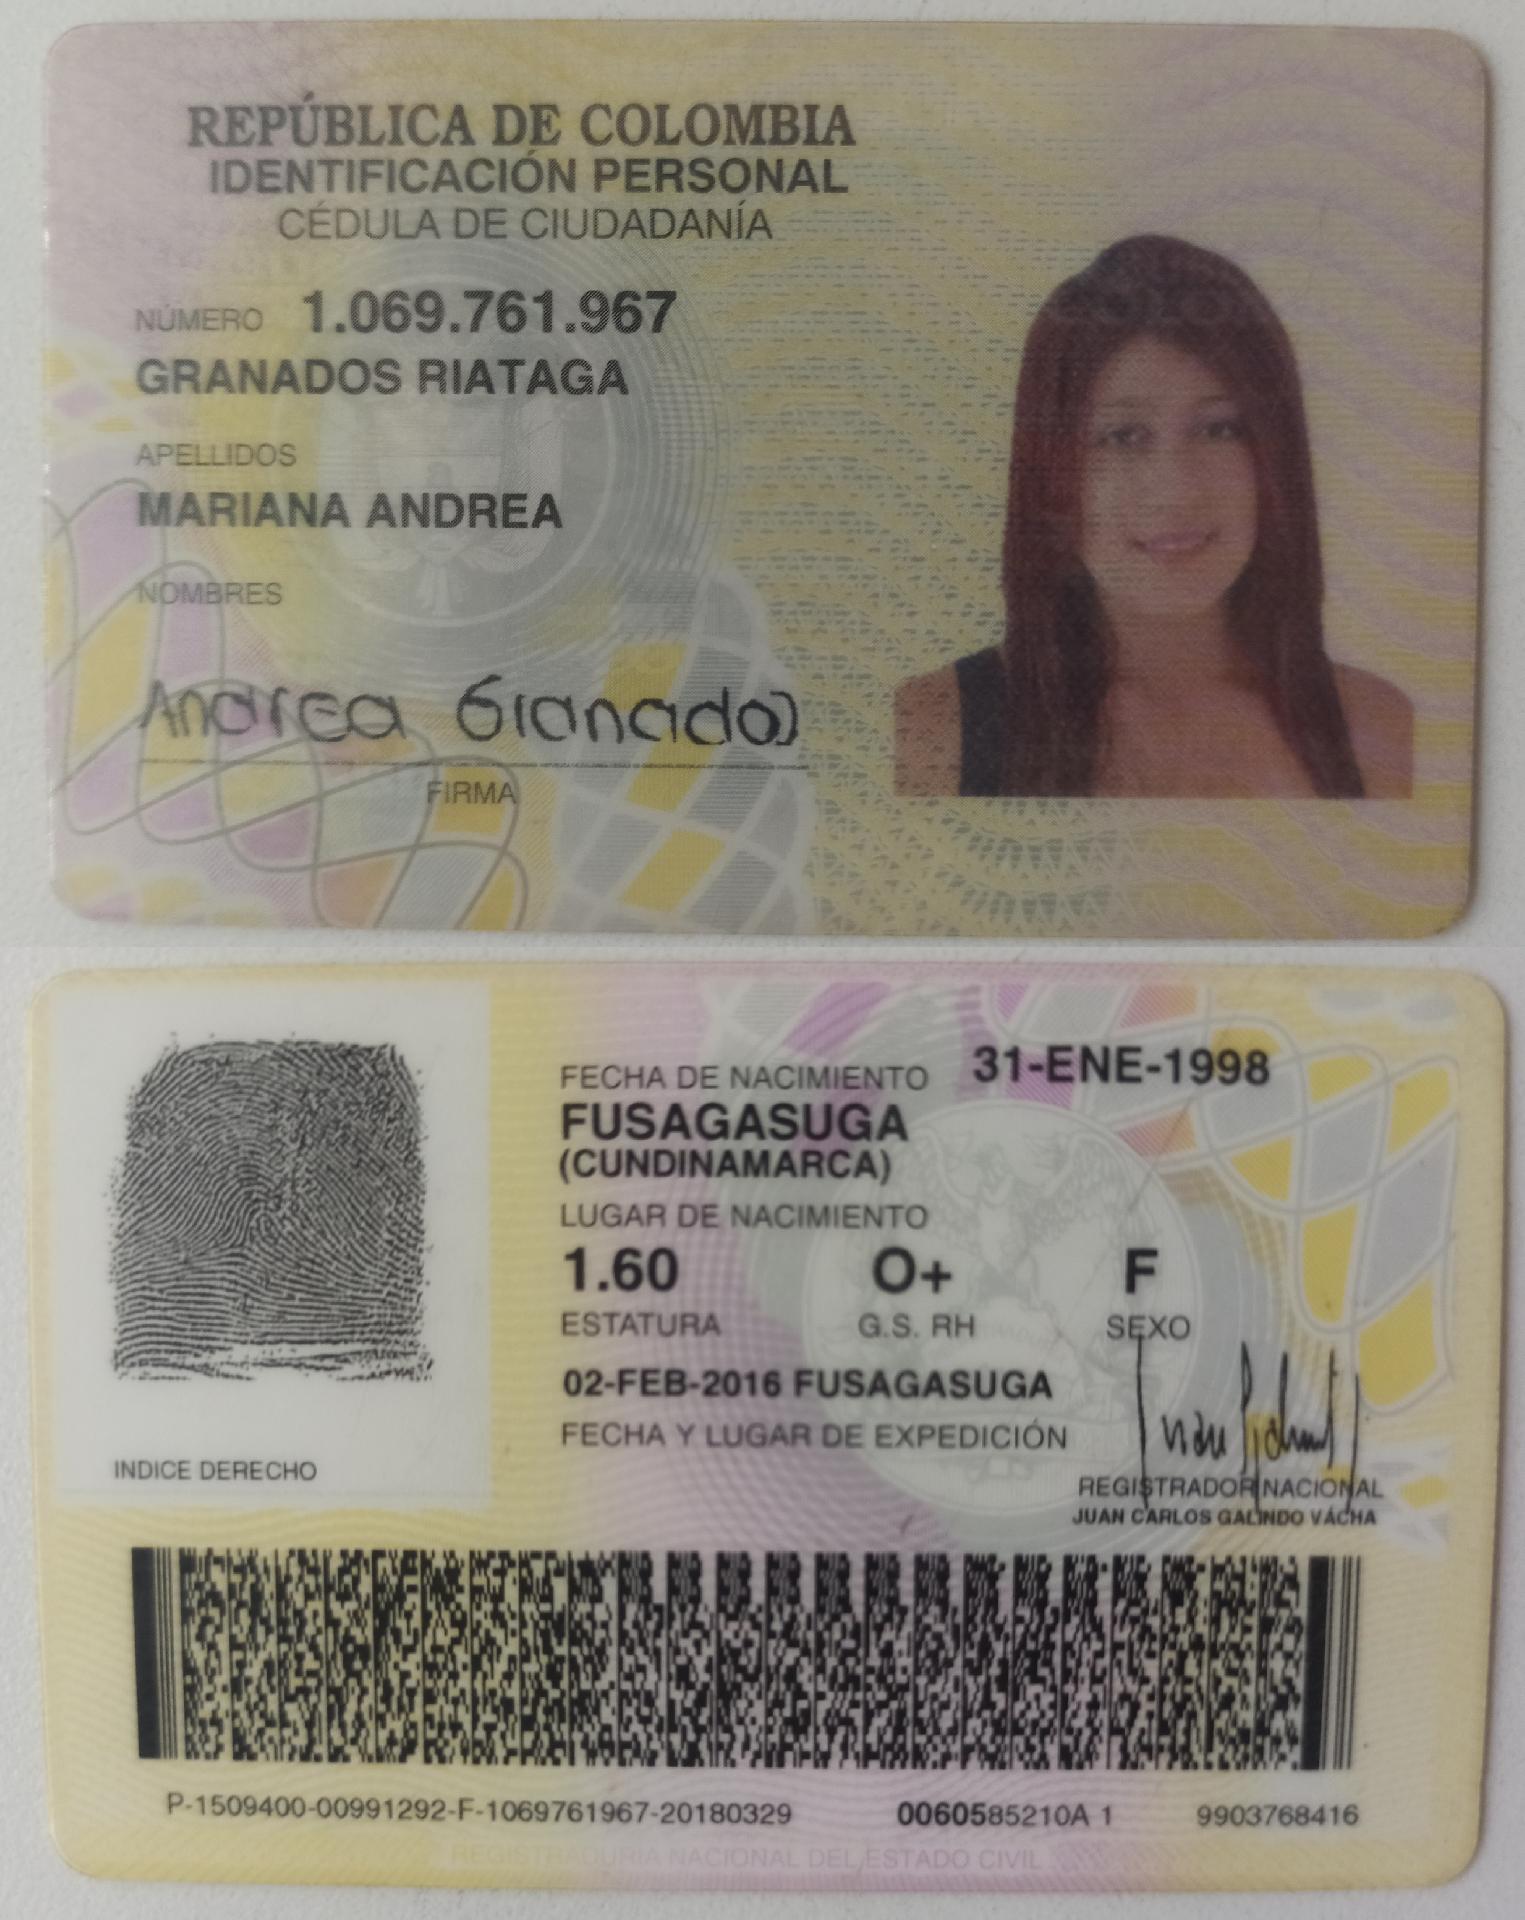 REPÚBLICA DE COLOMBIA
IDENTIFICACIÓN PERSONAL
CÉDULA DE CIUDADANÍA
NÚMERO 1.069.761.967
GRANADOS RIATAGA
APELLIDOS
MARIANA ANDREA
NOMBRES
Andrea Granados
FIRMA
FECHA DE NACIMIENTO 31-ENE-1998
FUSAGASUGA
(CUNDINAMARCA)
LUGAR DE NACIMIENTO
1.60 O+ F
ESTATURA G.S. RH SEXO
02-FEB-2016 FUSAGASUGA
FECHA Y LUGAR DE EXPEDICIÓN
INDICE DERECHO
REGISTRADOR NACIONAL
JUAN CARLOS GALINDO VÁCHA
P-1509400-00991292-F-1069761967-20180329 0060585210A 1 9903768416
REGISTRADURIA NACIONAL DEL ESTADO CIVIL